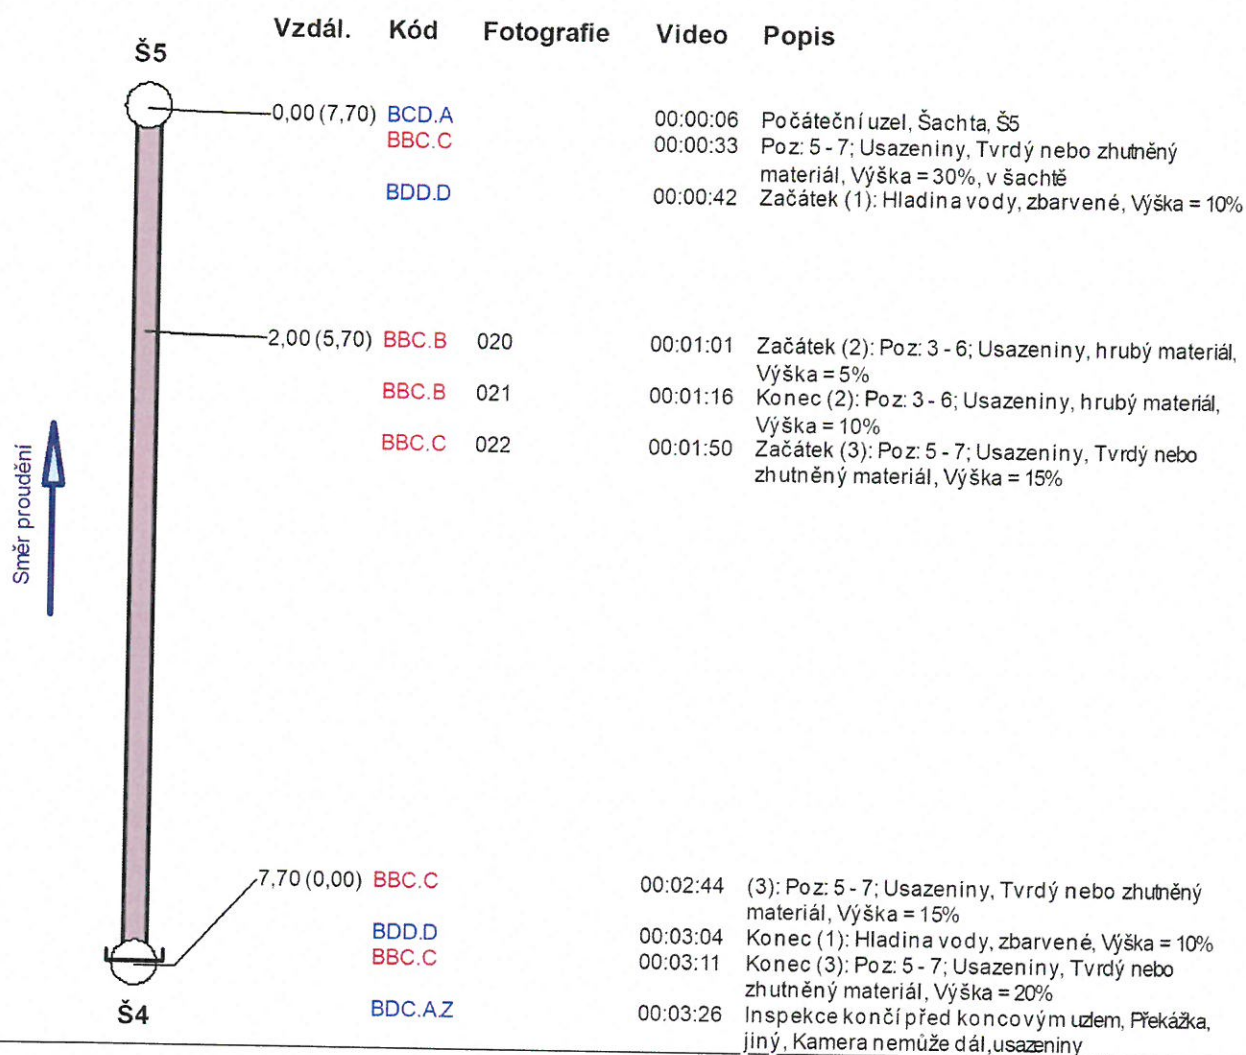 Vzdál. Kód Fotografie Video Popis
Š5
0,00 (7,70) BCD.A 00:00:06 Počáteční uzel, Šachta, Š5
BBC.C 00:00:33 Poz: 5 - 7; Usazeniny, Tvrdý nebo zhutněný
materiál, Výška = 30%, v šachtě
BDD.D 00:00:42 Začátek (1): Hladina vody, zbarvené, Výška = 10%
2,00 (5,70) BBC.B 020 00:01:01 Začátek (2): Poz: 3 - 6; Usazeniny, hrubý materiál,
Výška = 5%
BBC.B 021 00:01:16 Konec (2): Poz: 3 - 6; Usazeniny, hrubý materiál,
Výška = 10%
BBC.C 022 00:01:50 Začátek (3): Poz: 5 - 7; Usazeniny, Tvrdý nebo
zhutněný materiál, Výška = 15%
Směr proudění
7,70 (0,00) BBC.C 00:02:44 (3): Poz: 5 - 7; Usazeniny, Tvrdý nebo zhutněný
materiál, Výška = 15%
BDD.D 00:03:04 Konec (1): Hladina vody, zbarvené, Výška = 10%
BBC.C 00:03:11 Konec (3): Poz: 5 - 7; Usazeniny, Tvrdý nebo
zhutněný materiál, Výška = 20%
Š4
BDC.A.Z 00:03:26 Inspekce končí před koncovým uzlem, Překážka,
jiný, Kamera nemůže dál,usazeniny